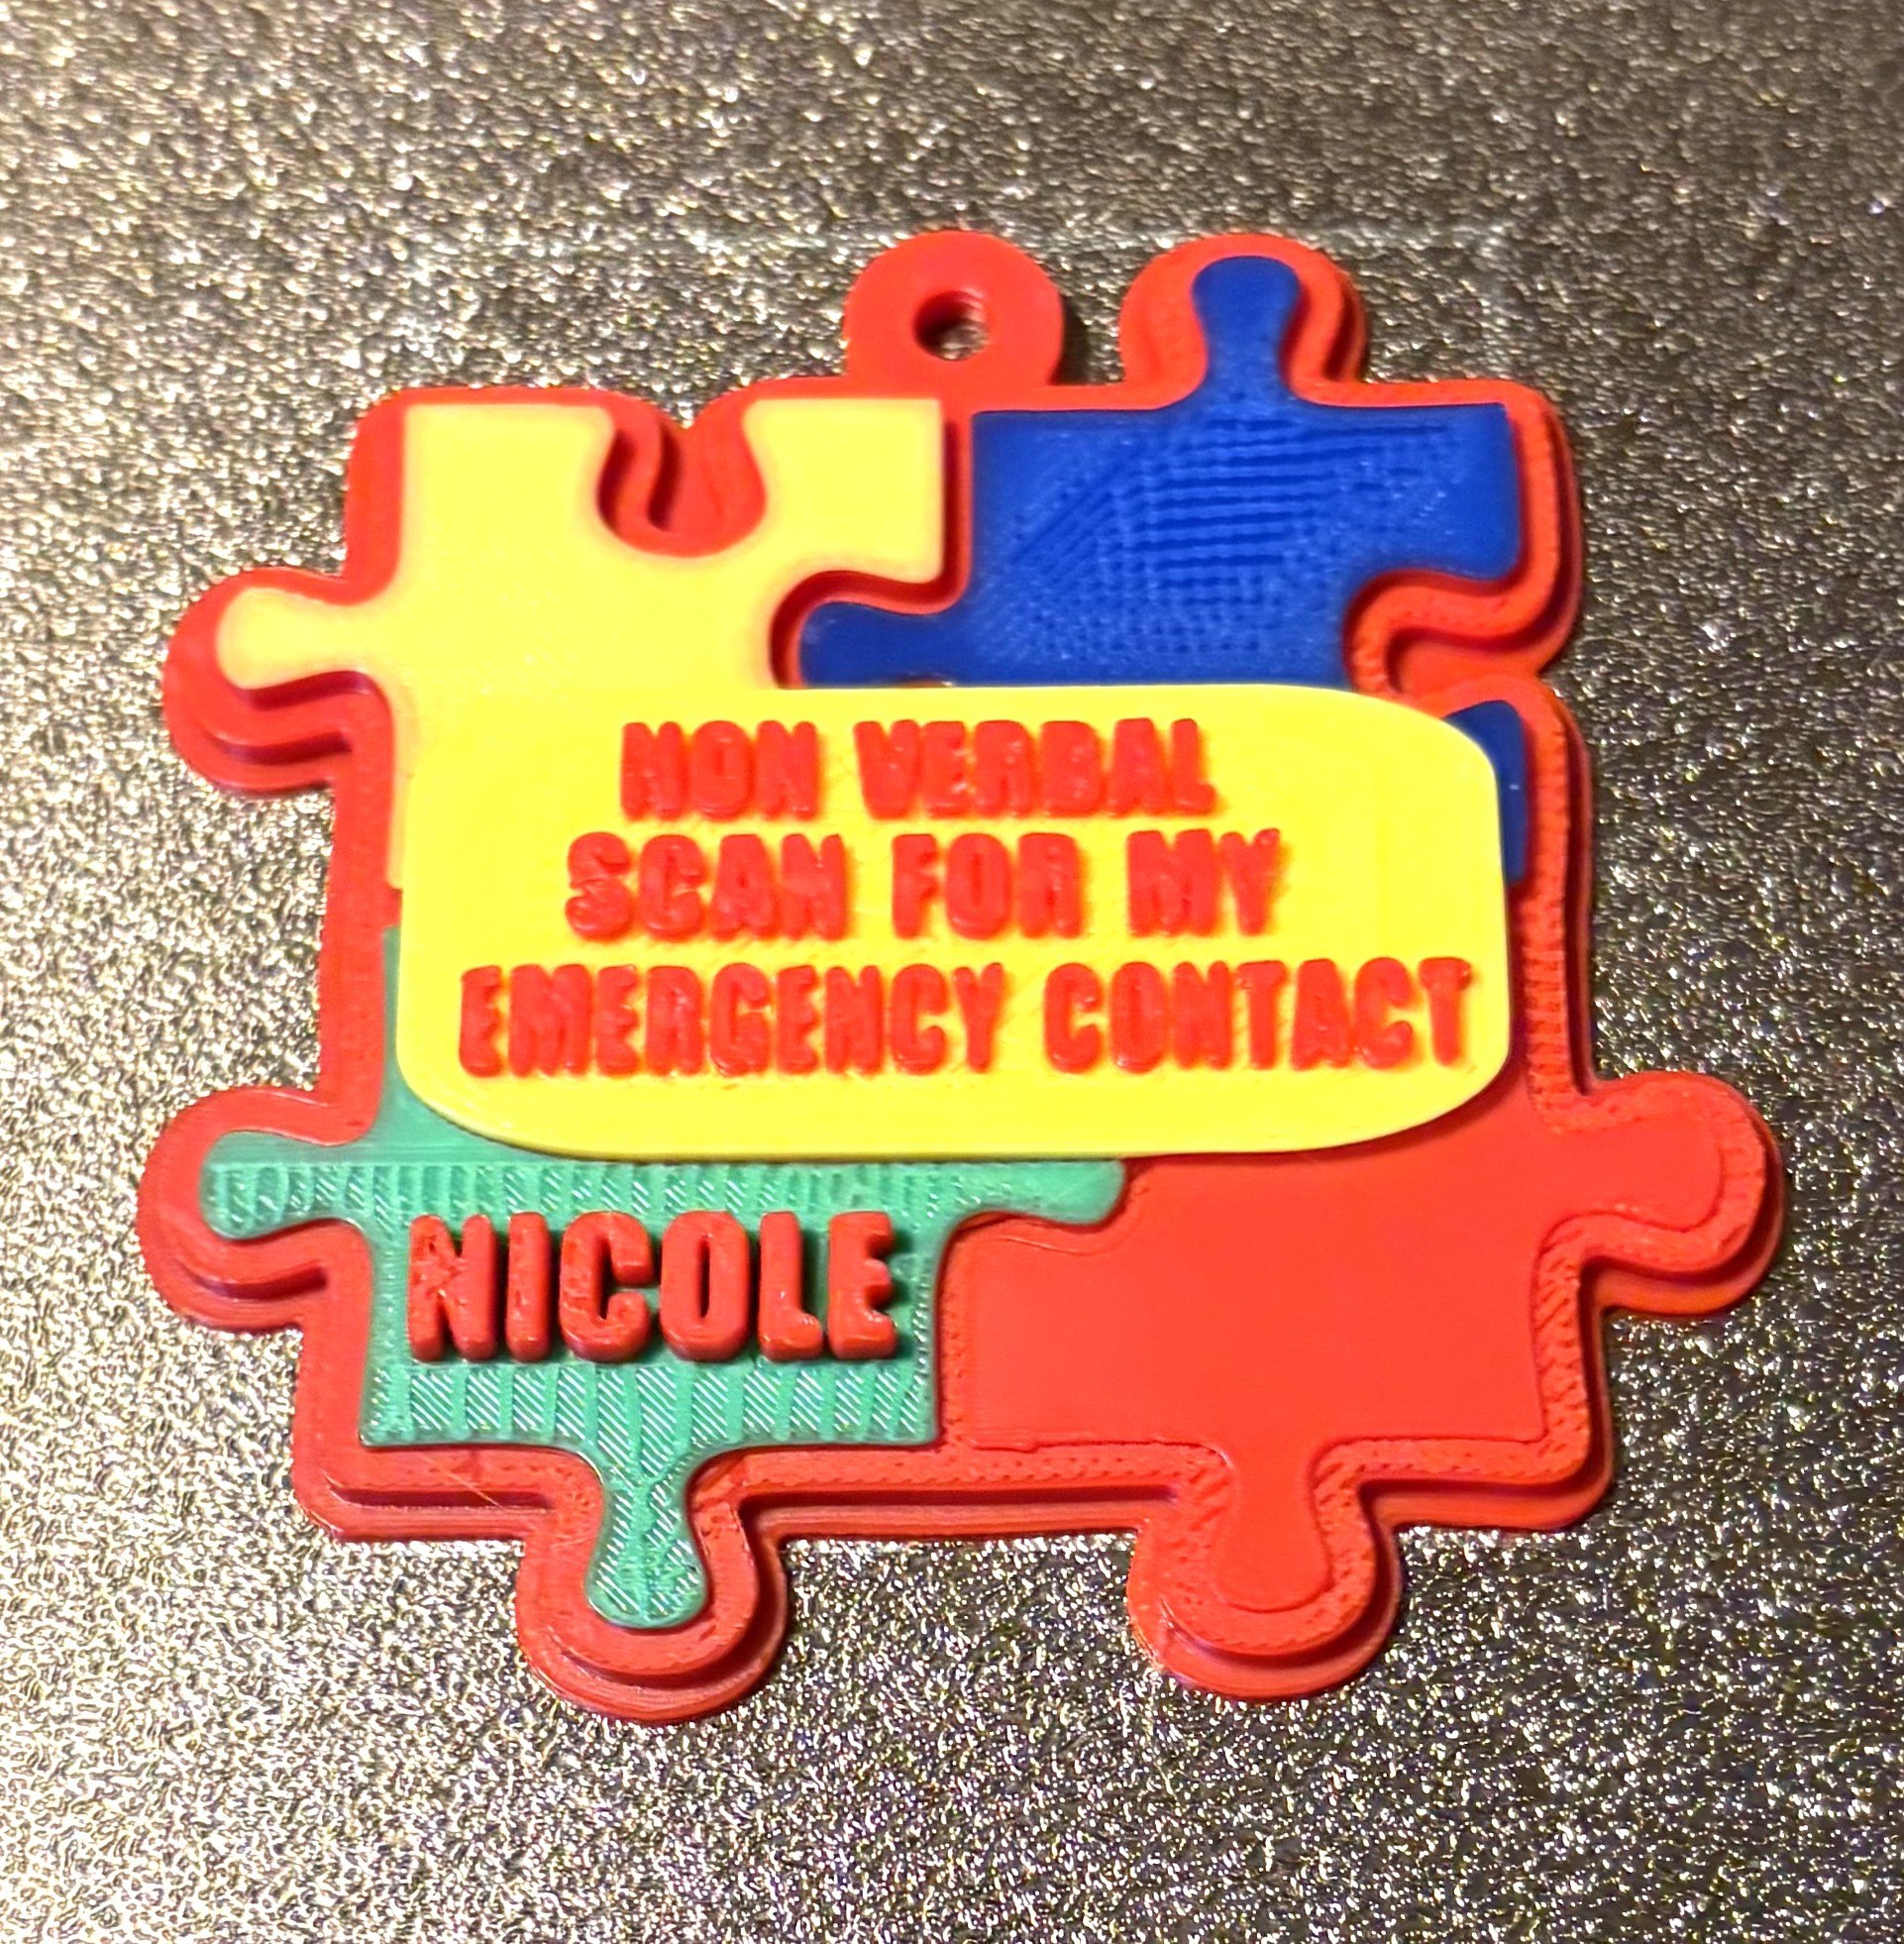 NON VERBAL
SCAN FOR MY
EMERGENCY CONTACT
NICOLE